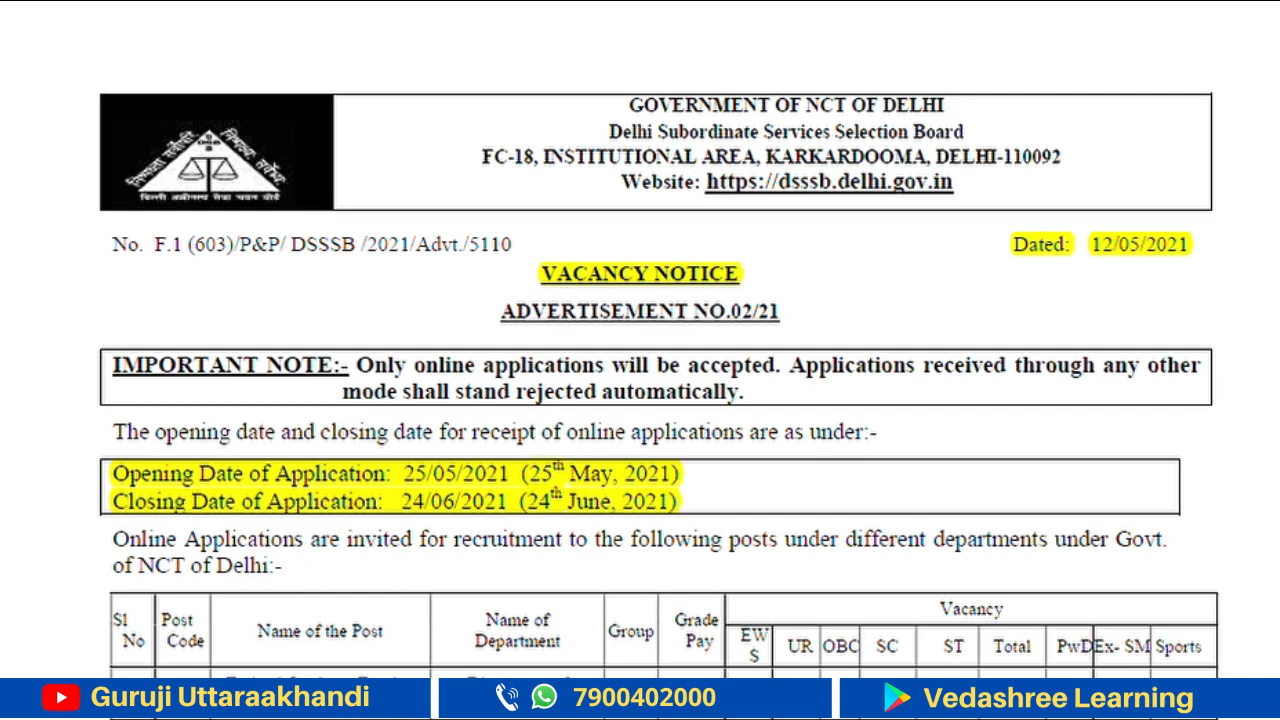 GOVERNMENT OF NCT OF DELHI
Delhi Subordinate Services Selection Board
FC-18, INSTITUTIONAL AREA, KARKARDOOMA, DELHI-110092
Website: https://dsssb.delhi.gov.in
No. F.1 (603)/P&P/ DSSSB /2021/Advt./5110 Dated: 12/05/2021
VACANCY NOTICE
ADVERTISEMENT NO.02/21
IMPORTANT NOTE:- Only online applications will be accepted. Applications received through any other
mode shall stand rejected automatically.
The opening date and closing date for receipt of online applications are as under:-
Opening Date of Application: 25/05/2021 (25th May, 2021)
Closing Date of Application: 24/06/2021 (24th June, 2021)
Online Applications are invited for recruitment to the following posts under different departments under Govt.
of NCT of Delhi:-
Sl No
Post Code
Name of the Post
Name of Department
Group
Grade Pay
Vacancy
EWS UR OBC SC ST Total PwD Ex- SM Sports
Guruji Uttaraakhandi 7900402000 Vedashree Learning